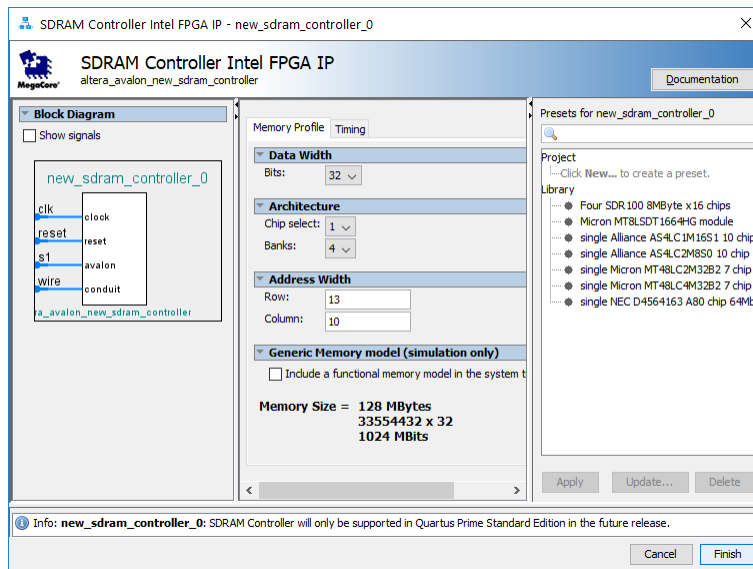 SDRAM Controller Intel FPGA IP - new_sdram_controller_0
MegaCore'
SDRAM Controller Intel FPGA IP
altera_avalon_new_sdram_controller
Documentation
Block Diagram
Show signals
new_sdram_controller_0
clk
clock
reset
reset
s1
avalon
wire
conduit
ra_avalon_new_sdram_controller
Memory Profile
Timing
Data Width
Bits:
32
Architecture
Chip select:
1
Banks:
4
Address Width
Row:
13
Column:
10
Generic Memory model (simulation only)
Include a functional memory model in the system t
Memory Size = 128 MBytes
33554432 x 32
1024 MBits
Presets for new_sdram_controller_0
Project
Click New... to create a preset.
Library
Four SDR100 8MByte x16 chips
Micron MT8LSDT1664HG module
single Alliance AS4LC1M16S1 10 chip
single Alliance AS4LC2M8S0 10 chip
single Micron MT48LC2M32B2 7 chip
single Micron MT48LC4M32B2 7 chip
single NEC D4564163 A80 chip 64Mb
Apply
Update...
Delete
Info: new_sdram_controller_0: SDRAM Controller will only be supported in Quartus Prime Standard Edition in the future release.
Cancel
Finish